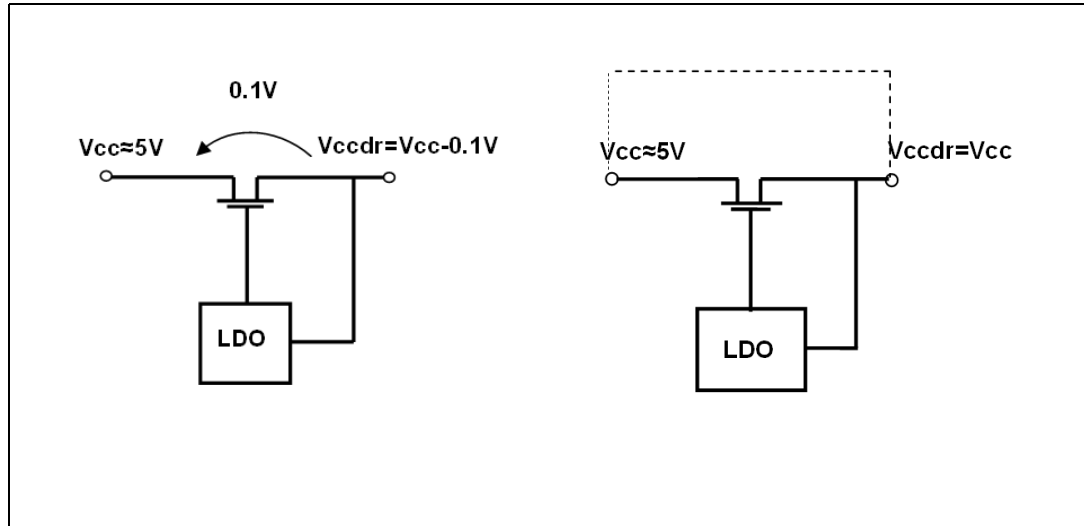 0.1V
Vcc≈5V
Vccdr=Vcc-0.1V
LDO
Vcc≈5V
Vccdr=Vcc
LDO